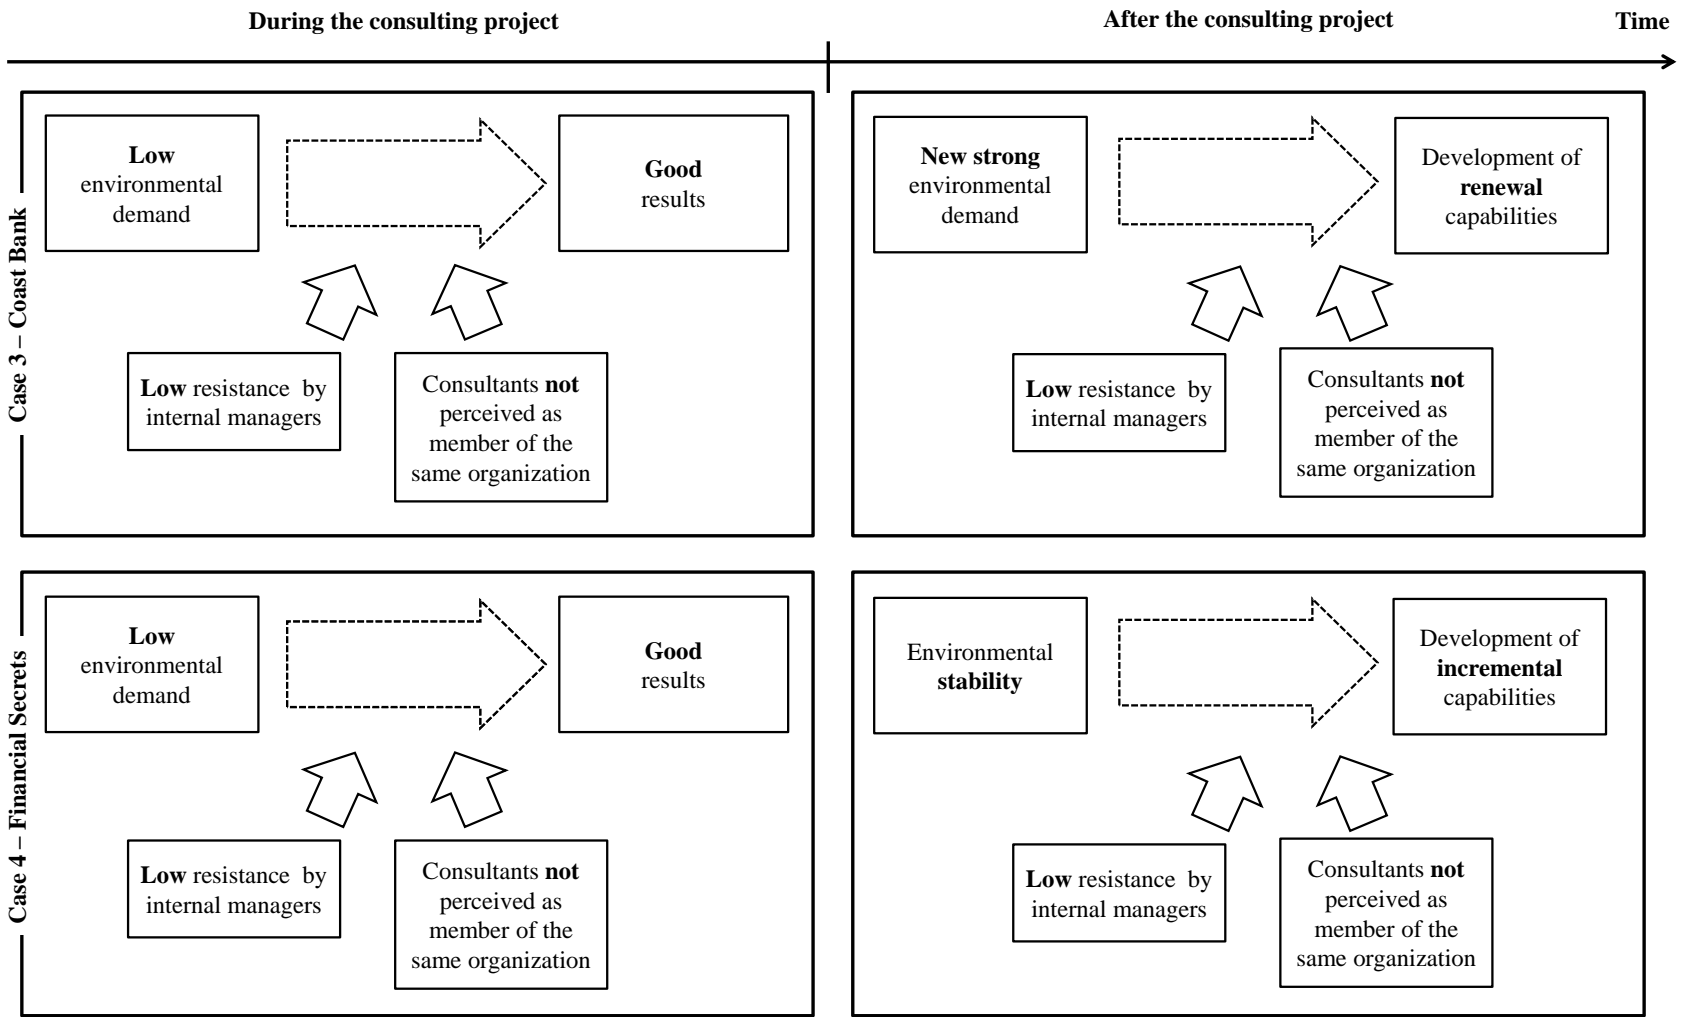 During the consulting project
After the consulting project
Time
Case 3 – Coast Bank
Low
environmental
demand
Good
results
Low resistance by
internal managers
Consultants not
perceived as
member of the
same organization
New strong
environmental
demand
Development of
renewal
capabilities
Low resistance by
internal managers
Consultants not
perceived as
member of the
same organization
Case 4 – Financial Secrets
Low
environmental
demand
Good
results
Low resistance by
internal managers
Consultants not
perceived as
member of the
same organization
Environmental
stability
Development of
incremental
capabilities
Low resistance by
internal managers
Consultants not
perceived as
member of the
same organization